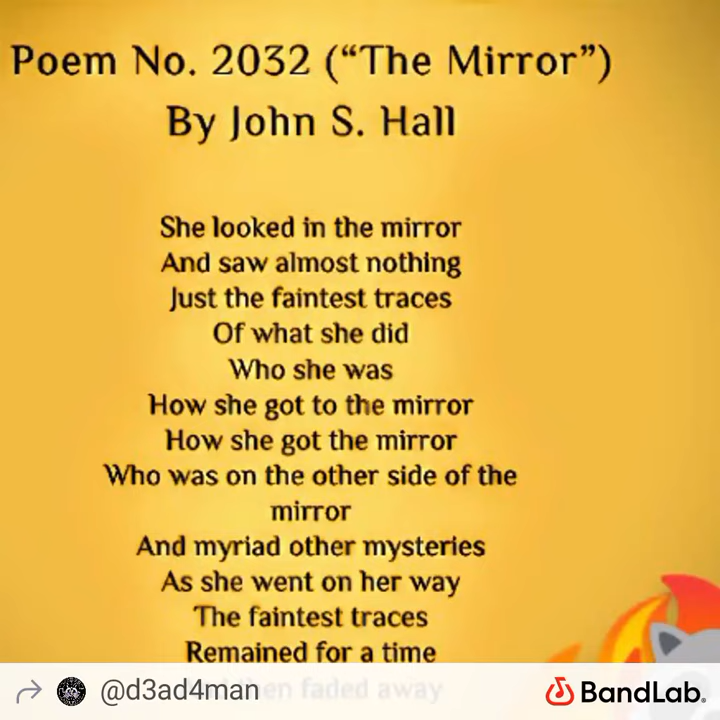 Poem No. 2032 (“The Mirror”)
By John S. Hall
She looked in the mirror
And saw almost nothing
Just the faintest traces
Of what she did
Who she was
How she got to the mirror
How she got the mirror
Who was on the other side of the
mirror
And myriad other mysteries
As she went on her way
The faintest traces
Remained for a time
then faded away
@d3ad4man
BandLab®